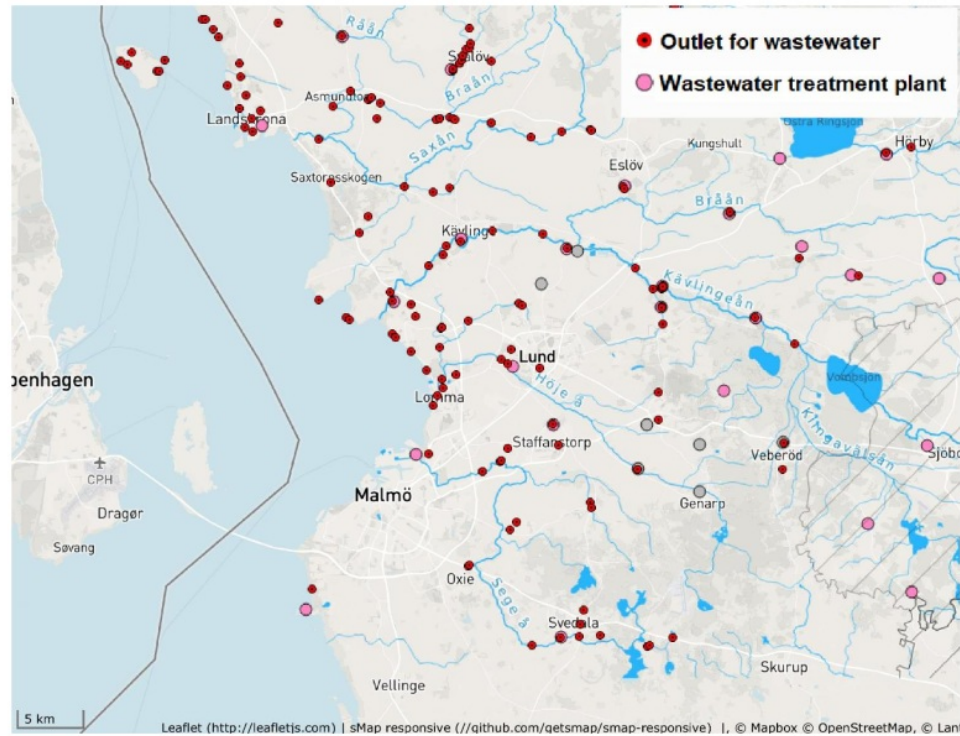 Outlet for wastewater
Wastewater treatment plant
Råån
Svalöv
Braån
Asmundtorp
Landskrona
Saxån
Östra Ringsjön
Kungshult
Hörby
Eslöv
Saxtorpsskogen
Bråån
Kävlinge
Kävlingeån
Lund
penhagen
Höje å
Vombsjön
Lomma
Klingavälsån
Staffanstorp
Veberöd
Sjöbo
CPH
Malmö
Genarp
Dragør
Søvang
Oxie
Sege å
Svedala
Skurup
Vellinge
5 km
Leaflet (http://leafletjs.com) | sMap responsive (//github.com/getsmap/smap-responsive) |, © Mapbox © OpenStreetMap, © Lant